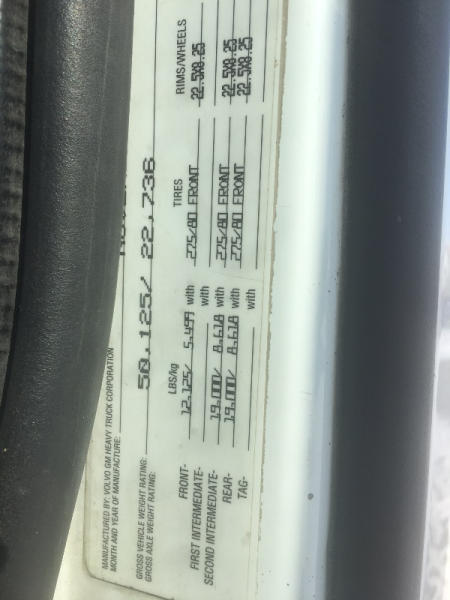 MANUFACTURED BY: VOLVO GM HEAVY TRUCK CORPORATION
MONTH AND YEAR OF MANUFACTURE:
GROSS VEHICLE WEIGHT RATING: 50,125/ 22,736
GROSS AXLE WEIGHT RATING:
LBS/kg TIRES RIMS/WHEELS
FRONT- 12,125/ 5,499 with 275/80 FRONT 22.5X8.25
FIRST INTERMEDIATE- with
SECOND INTERMEDIATE- 19,000/ 8,618 with 275/80 FRONT 22.5X8.25
REAR- 19,000/ 8,618 with 275/80 FRONT 22.5X8.25
TAG- with